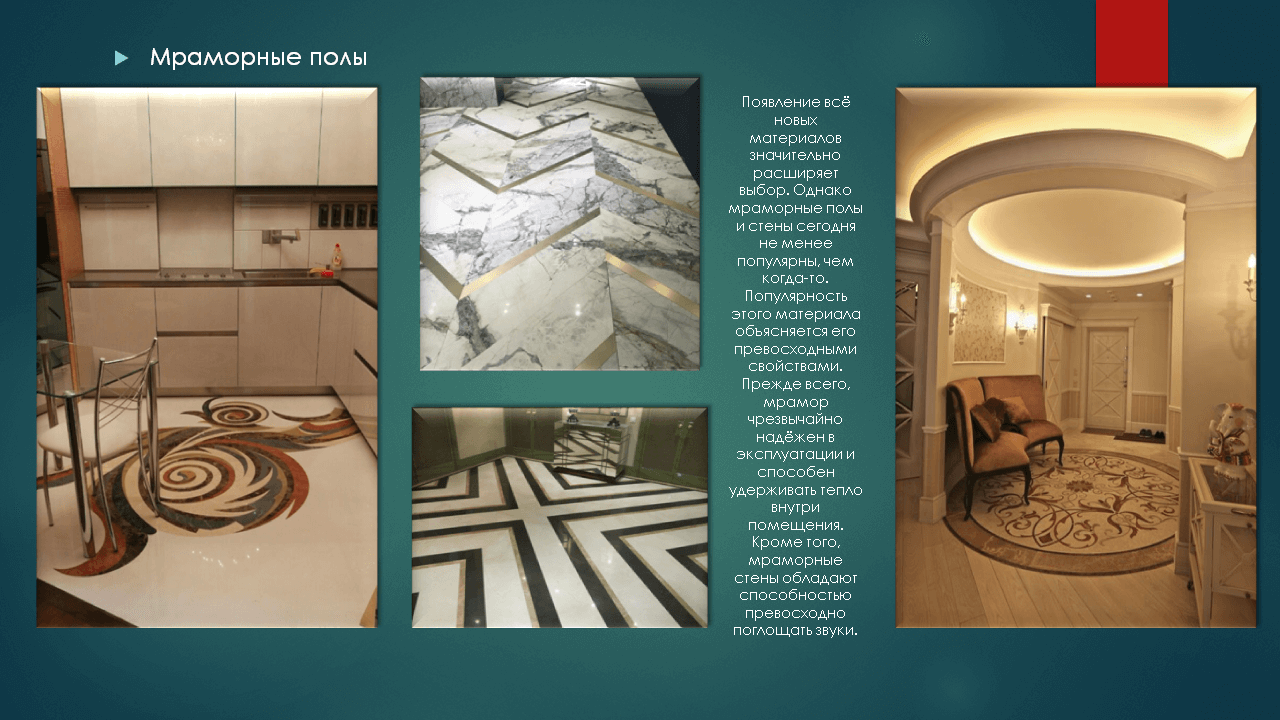 Мраморные полы
Появление всё
новых
материалов
значительно
расширяет
выбор. Однако
мраморные полы
и стены сегодня
не менее
популярны, чем
когда-то.
Популярность
этого материала
объясняется его
превосходными
свойствами.
Прежде всего,
мрамор
чрезвычайно
надёжен в
эксплуатации и
способен
удерживать тепло
внутри
помещения.
Кроме того,
мраморные
стены обладают
способностью
превосходно
поглощать звуки.